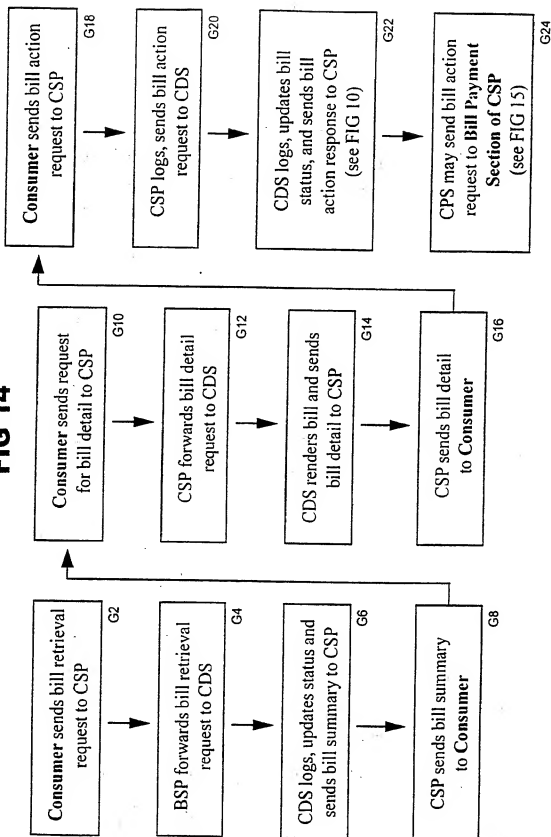 FIG 14
Consumer sends bill retrieval
request to CSP
G2
BSP forwards bill retrieval
request to CDS
G4
CDS logs, updates status and
sends bill summary to CSP
G6
CSP sends bill summary
to Consumer
G8
Consumer sends request
for bill detail to CSP
G10
CSP forwards bill detail
request to CDS
G12
CDS renders bill and sends
bill detail to CSP
G14
CSP sends bill detail
to Consumer
G16
Consumer sends bill action
request to CSP
G18
CSP logs, sends bill action
request to CDS
G20
CDS logs, updates bill
status, and sends bill
action response to CSP
(see FIG 10)
G22
CPS may send bill action
request to Bill Payment
Section of CSP
(see FIG 15)
G24